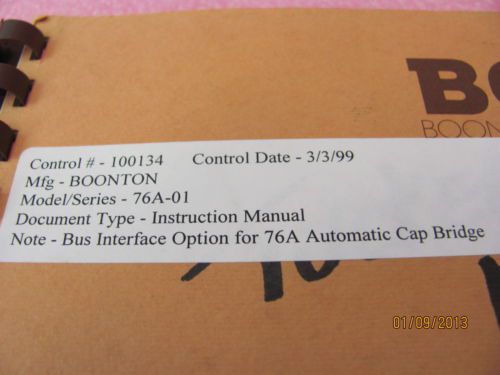 BOONTON
Control # - 100134 Control Date - 3/3/99
Mfg - BOONTON
Model/Series - 76A-01
Document Type - Instruction Manual
Note - Bus Interface Option for 76A Automatic Cap Bridge
01/09/2013